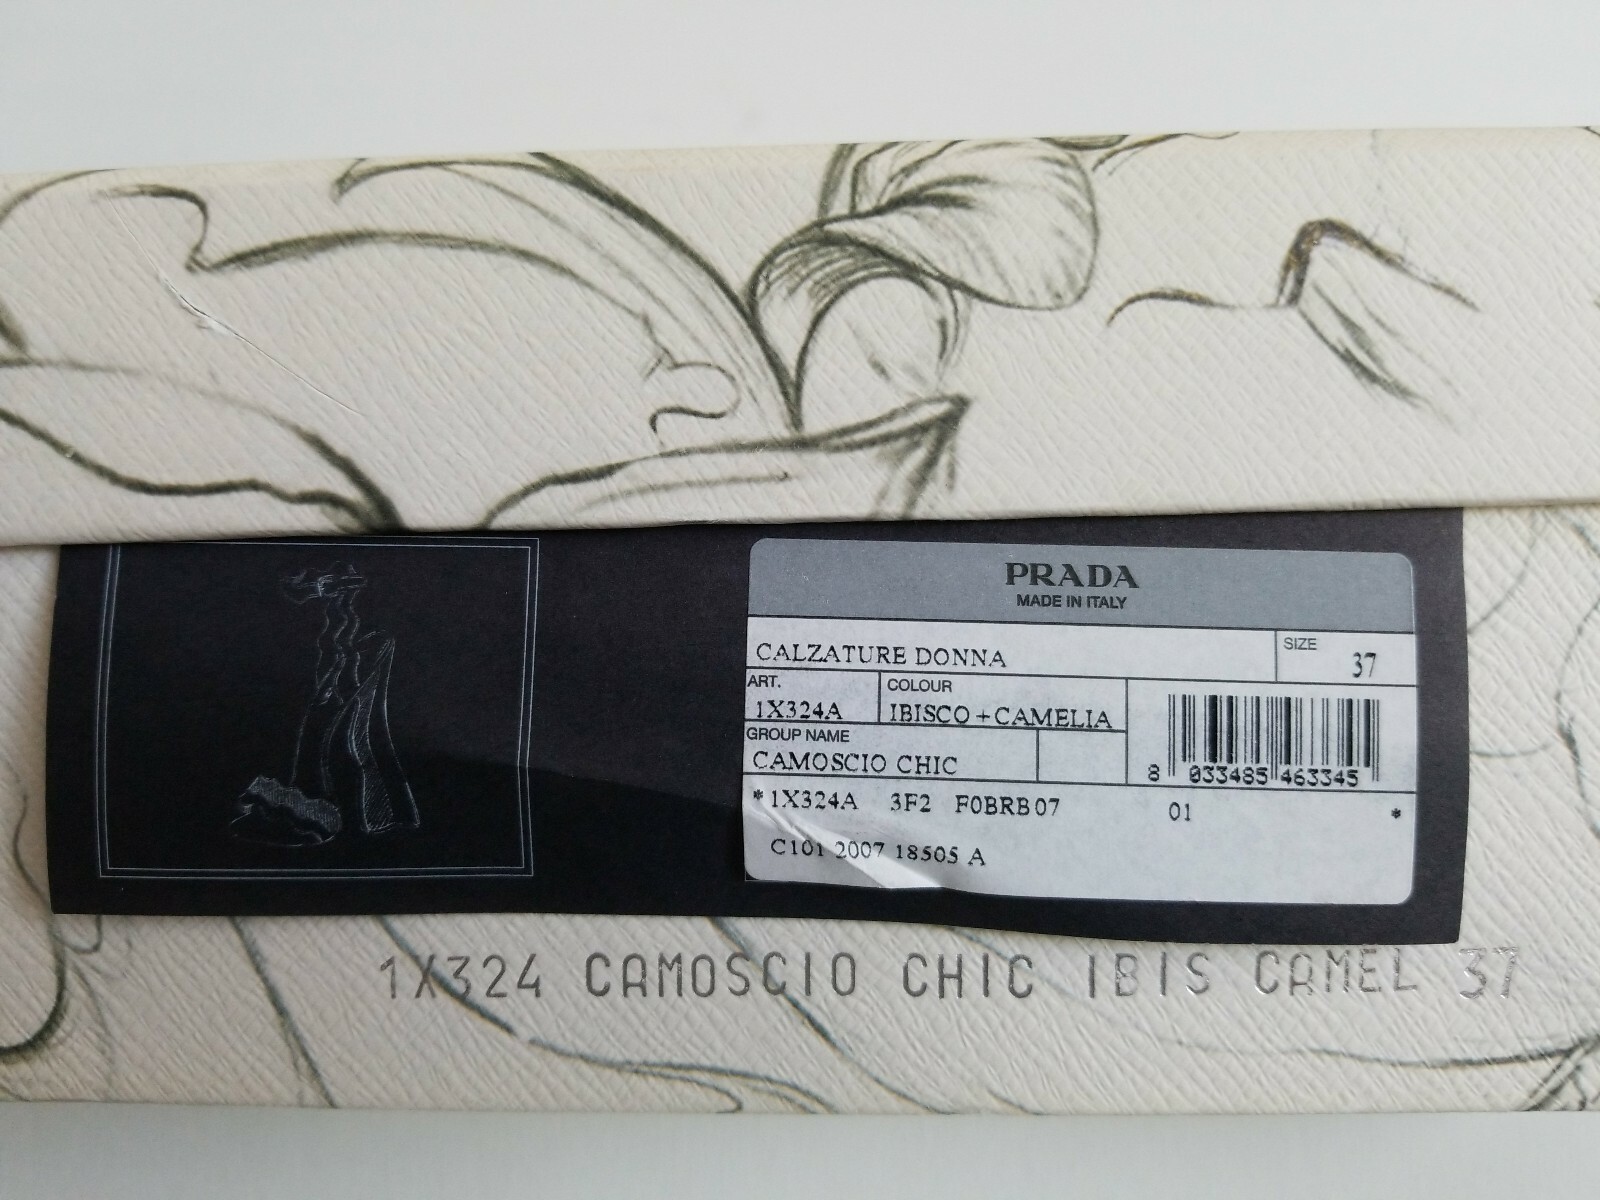 PRADA
MADE IN ITALY
CALZATURE DONNA
SIZE
37
ART.
1X324A
COLOUR
IBISCO+CAMELIA
GROUP NAME
CAMOSCIO CHIC
8 033485 463345
*1X324A 3F2 F0BRB07 01 *
C101 2007 18505 A
1X324 CAMOSCIO CHIC IBIS CAMEL 37